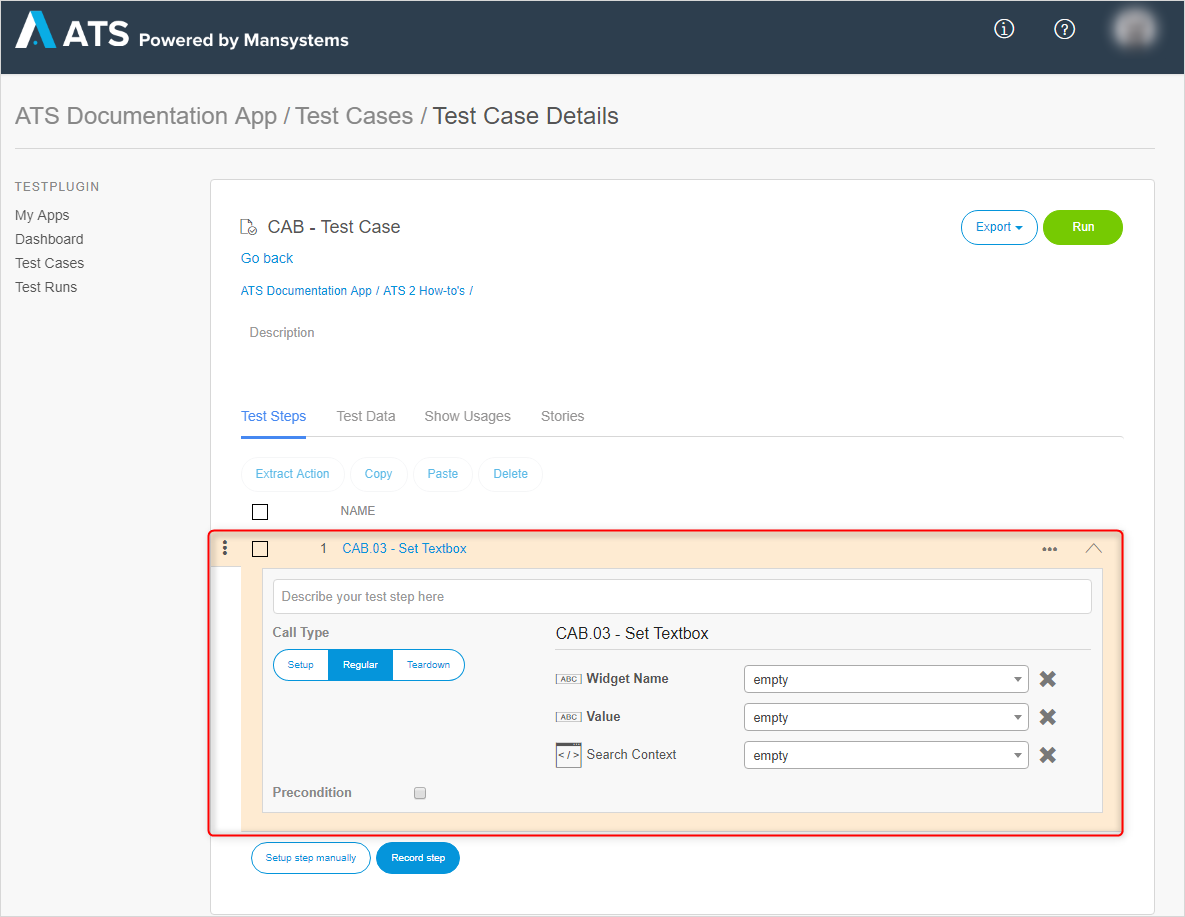 ATS Powered by Mansystems
ATS Documentation App / Test Cases / Test Case Details
TESTPLUGIN
My Apps
Dashboard
Test Cases
Test Runs
CAB - Test Case
Export
Run
Go back
ATS Documentation App / ATS 2 How-to's /
Description
Test Steps Test Data Show Usages Stories
Extract Action Copy Paste Delete
NAME
1 CAB.03 - Set Textbox
Describe your test step here
Call Type
Setup Regular Teardown
CAB.03 - Set Textbox
ABC Widget Name empty
ABC Value empty
</> Search Context empty
Precondition
Setup step manually Record step